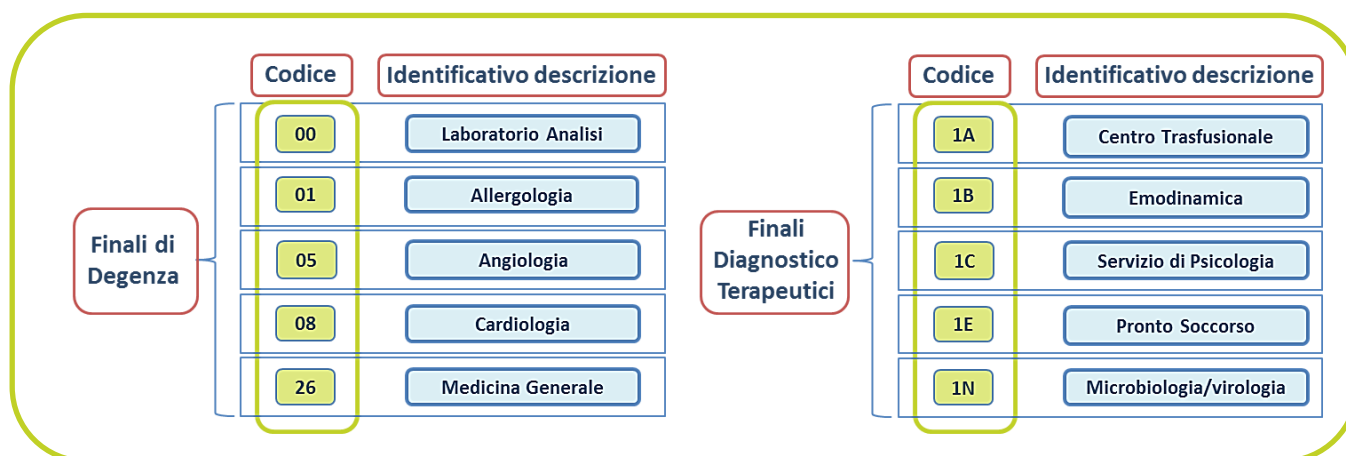 Codice
Identificativo descrizione
Finali di
Degenza
00
Laboratorio Analisi
01
Allergologia
05
Angiologia
08
Cardiologia
26
Medicina Generale
Codice
Identificativo descrizione
Finali
Diagnostico
Terapeutici
1A
Centro Trasfusionale
1B
Emodinamica
1C
Servizio di Psicologia
1E
Pronto Soccorso
1N
Microbiologia/virologia